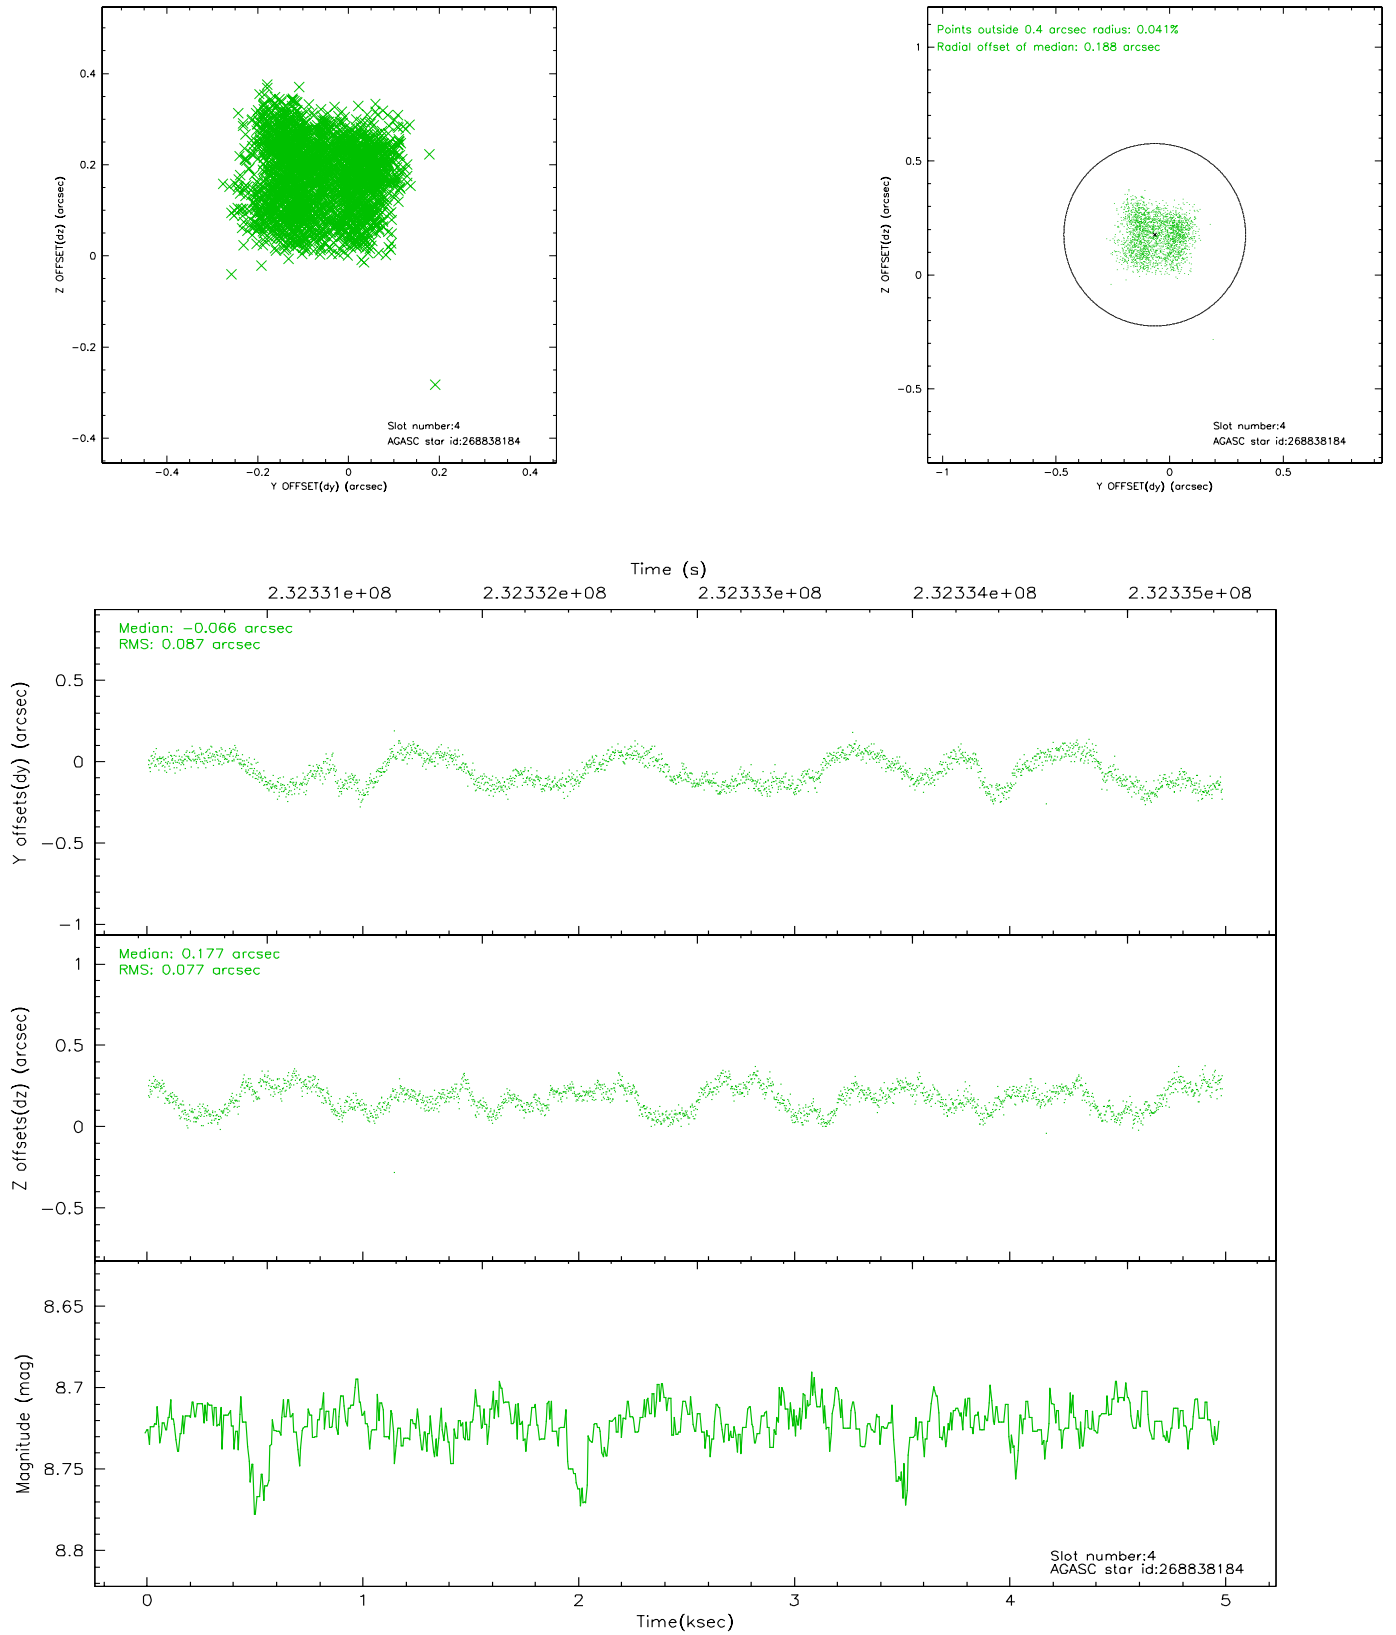 0.4
0.2
0
−0.2
−0.4
Z OFFSET(dz) (arcsec)
Slot number:4
AGASC star id:268838184
−0.4 −0.2 0 0.2 0.4
Y OFFSET(dy) (arcsec)
Points outside 0.4 arcsec radius: 0.041%
Radial offset of median: 0.188 arcsec
1
0.5
0
−0.5
Z OFFSET(dz) (arcsec)
Slot number:4
AGASC star id:268838184
−1 −0.5 0 0.5
Y OFFSET(dy) (arcsec)
Time (s)
2.32331e+08 2.32332e+08 2.32333e+08 2.32334e+08 2.32335e+08
Median: −0.066 arcsec
RMS: 0.087 arcsec
0.5
0
−0.5
−1
Y offsets(dy) (arcsec)
Median: 0.177 arcsec
RMS: 0.077 arcsec
1
0.5
0
−0.5
Z offsets(dz) (arcsec)
8.65
8.7
8.75
8.8
Magnitude (mag)
Slot number:4
AGASC star id:268838184
0 1 2 3 4 5
Time(ksec)